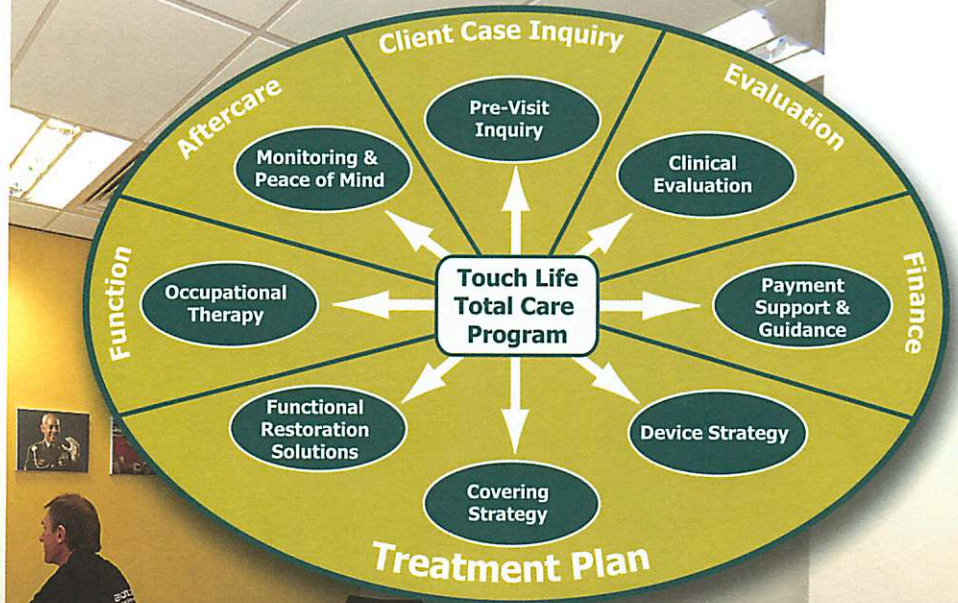 Client Case Inquiry
Pre-Visit
Inquiry
Evaluation
Clinical
Evaluation
Finance
Payment
Support &
Guidance
Treatment Plan
Device Strategy
Covering
Strategy
Functional
Restoration
Solutions
Function
Occupational
Therapy
Aftercare
Monitoring &
Peace of Mind
Touch Life
Total Care
Program